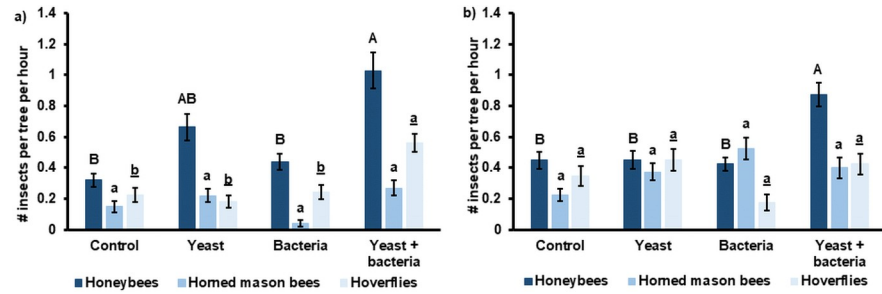 a)
# insects per tree per hour
1.4
1.2
1
0.8
0.6
0.4
0.2
0
B a b
AB a b
B a b
A a a
Control Yeast Bacteria Yeast + bacteria
Honeybees Horned mason bees Hoverflies
b)
# insects per tree per hour
1.4
1.2
1
0.8
0.6
0.4
0.2
0
B a a
B a a
B a a
A a a
Control Yeast Bacteria Yeast + bacteria
Honeybees Horned mason bees Hoverflies